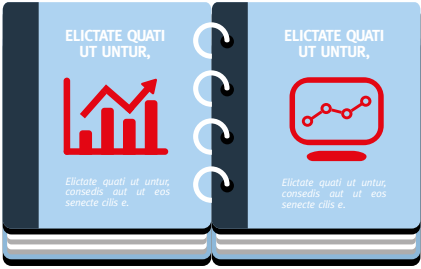 ELICTATE QUATI
UT UNTUR,
Elictate quati ut untur,
consedis aut ut eos
senecte cilis e.
ELICTATE QUATI
UT UNTUR,
Elictate quati ut untur,
consedis aut ut eos
senecte cilis e.